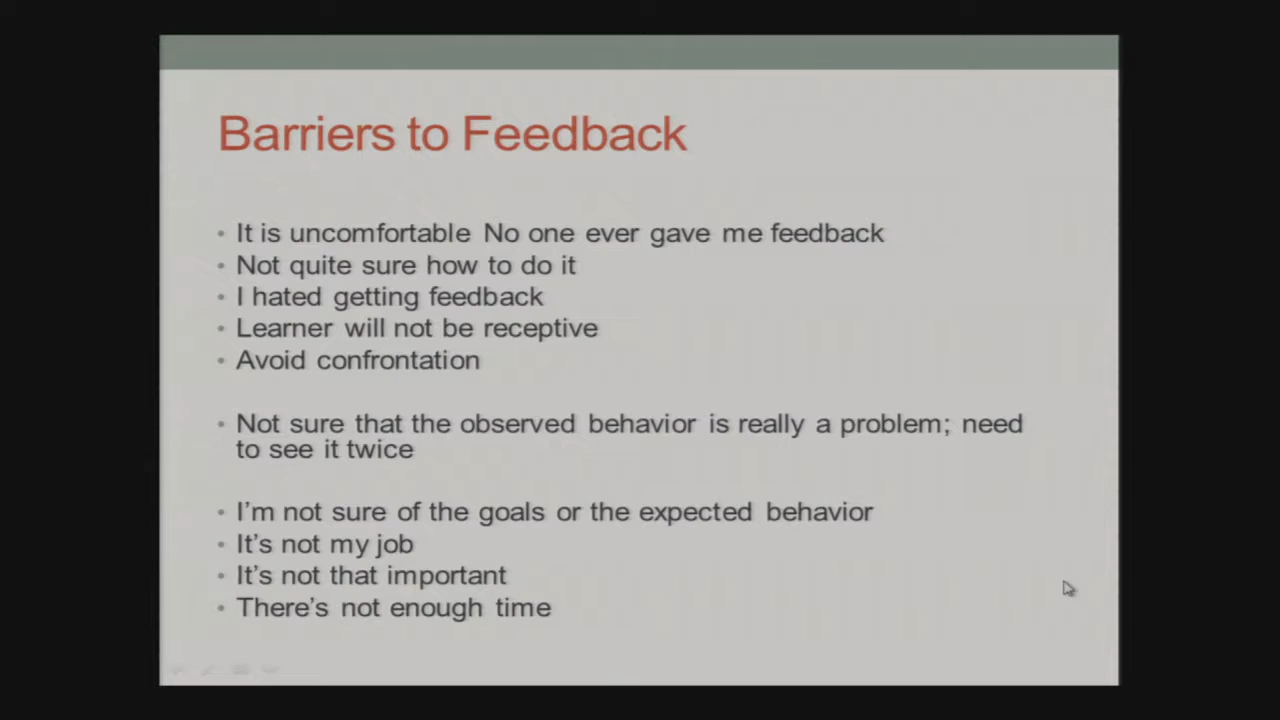 Barriers to Feedback
• It is uncomfortable No one ever gave me feedback
• Not quite sure how to do it
• I hated getting feedback
• Learner will not be receptive
• Avoid confrontation
• Not sure that the observed behavior is really a problem; need
to see it twice
• I'm not sure of the goals or the expected behavior
• It's not my job
• It's not that important
• There's not enough time